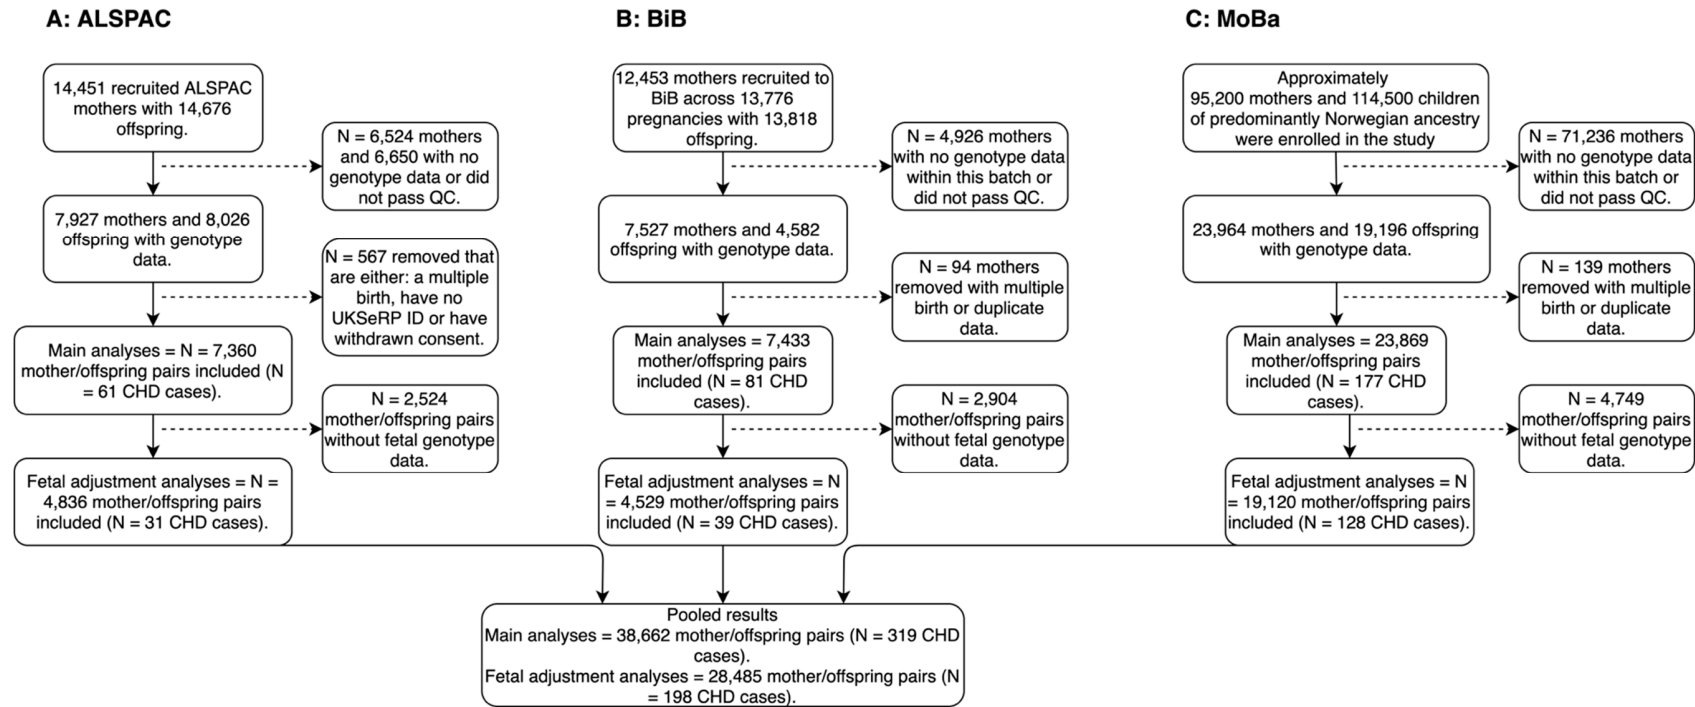 A: ALSPAC
14,451 recruited ALSPAC
mothers with 14,676
offspring.
N = 6,524 mothers
and 6,650 with no
genotype data or did
not pass QC.
7,927 mothers and 8,026
offspring with genotype
data.
N = 567 removed that
are either: a multiple
birth, have no
UKSeRP ID or have
withdrawn consent.
Main analyses = N = 7,360
mother/offspring pairs included (N
= 61 CHD cases).
N = 2,524
mother/offspring pairs
without fetal genotype
data.
Fetal adjustment analyses = N =
4,836 mother/offspring pairs
included (N = 31 CHD cases).
B: BiB
12,453 mothers recruited to
BiB across 13,776
pregnancies with 13,818
offspring.
N = 4,926 mothers
with no genotype data
within this batch or
did not pass QC.
7,527 mothers and 4,582
offspring with genotype data.
N = 94 mothers
removed with multiple
birth or duplicate
data.
Main analyses = 7,433
mother/offspring pairs
included (N = 81 CHD
cases).
N = 2,904
mother/offspring pairs
without fetal genotype
data.
Fetal adjustment analyses = N
= 4,529 mother/offspring pairs
included (N = 39 CHD cases).
C: MoBa
Approximately
95,200 mothers and 114,500 children
of predominantly Norwegian ancestry
were enrolled in the study
N = 71,236 mothers
with no genotype data
within this batch or
did not pass QC.
23,964 mothers and 19,196 offspring
with genotype data.
N = 139 mothers
removed with multiple
birth or duplicate
data.
Main analyses = 23,869
mother/offspring pairs
included (N = 177 CHD
cases).
N = 4,749
mother/offspring pairs
without fetal genotype
data.
Fetal adjustment analyses = N
= 19,120 mother/offspring pairs
included (N = 128 CHD cases).
Pooled results
Main analyses = 38,662 mother/offspring pairs (N = 319 CHD
cases).
Fetal adjustment analyses = 28,485 mother/offspring pairs (N
= 198 CHD cases).